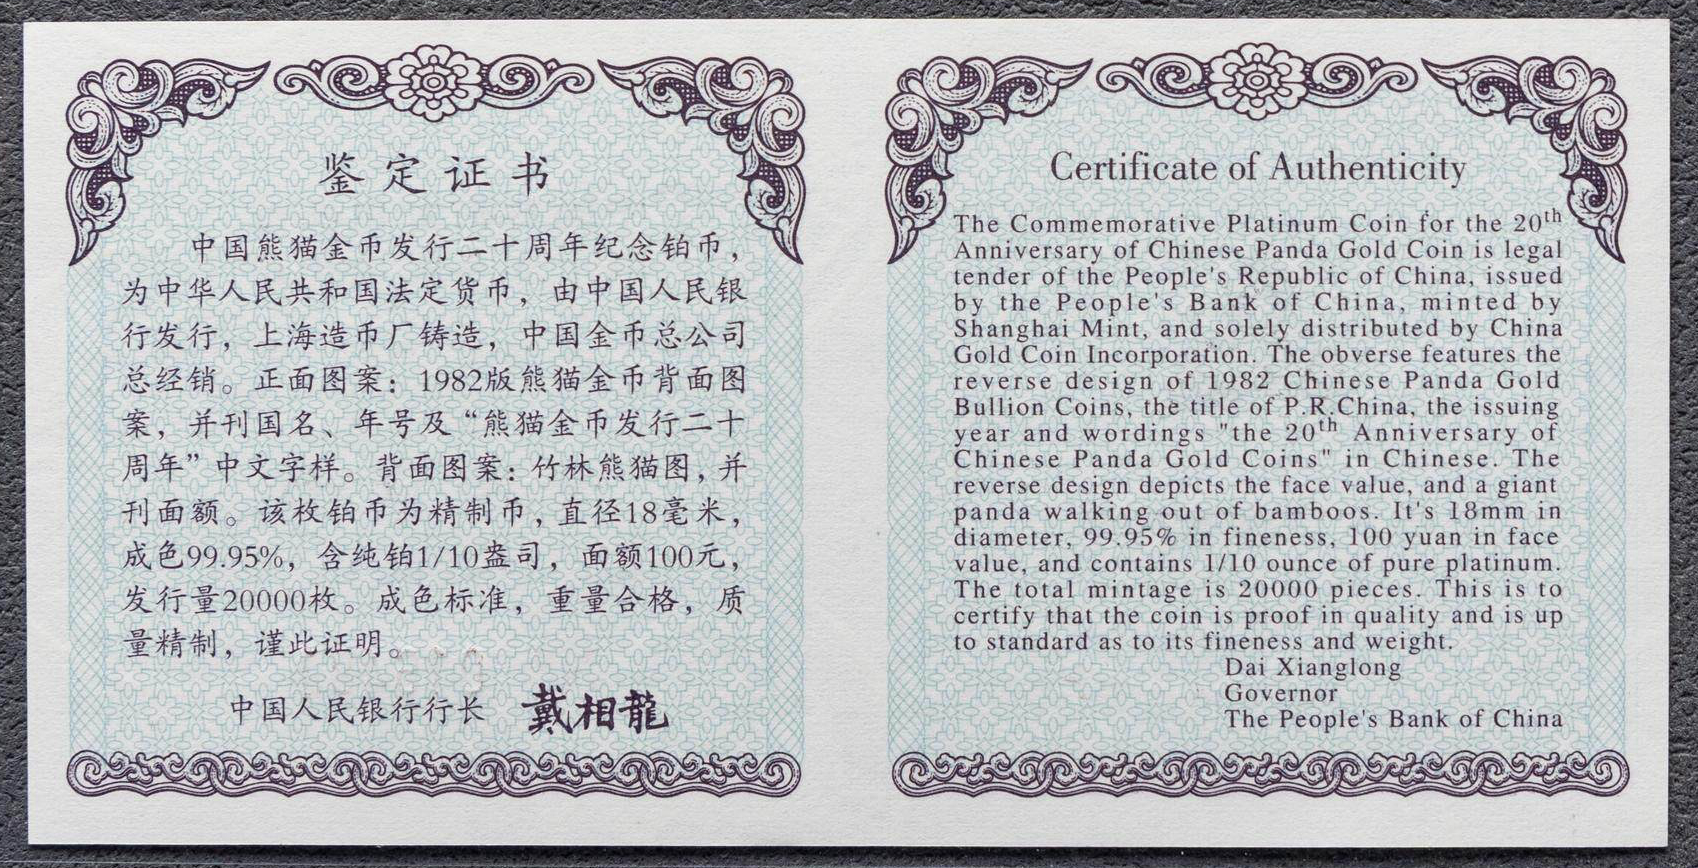 鉴定证书
中国熊猫金币发行二十周年纪念铂币，
为中华人民共和国法定货币，由中国人民银
行发行，上海造币厂铸造，中国金币总公司
总经销。正面图案：1982版熊猫金币背面图
案，并刊国名、年号及“熊猫金币发行二十
周年”中文字样。背面图案：竹林熊猫图，并
刊面额。该枚铂币为精制币，直径18毫米，
成色99.95%，含纯铂1/10盎司，面额100元，
发行量20000枚。成色标准，重量合格，质
量精制，谨此证明。
中国人民银行行长 戴相龍
Certificate of Authenticity
The Commemorative Platinum Coin for the 20th
Anniversary of Chinese Panda Gold Coin is legal
tender of the People's Republic of China, issued
by the People's Bank of China, minted by
Shanghai Mint, and solely distributed by China
Gold Coin Incorporation. The obverse features the
reverse design of 1982 Chinese Panda Gold
Bullion Coins, the title of P.R.China, the issuing
year and wordings "the 20th Anniversary of
Chinese Panda Gold Coins" in Chinese. The
reverse design depicts the face value, and a giant
panda walking out of bamboos. It's 18mm in
diameter, 99.95% in fineness, 100 yuan in face
value, and contains 1/10 ounce of pure platinum.
The total mintage is 20000 pieces. This is to
certify that the coin is proof in quality and is up
to standard as to its fineness and weight.
Dai Xianglong
Governor
The People's Bank of China